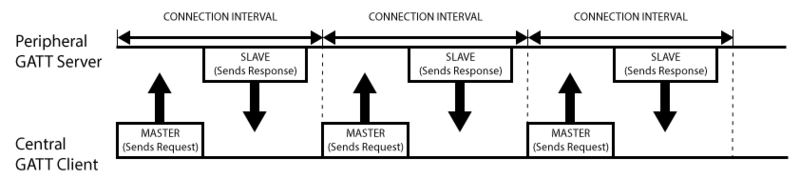 CONNECTION INTERVAL
CONNECTION INTERVAL
CONNECTION INTERVAL
Peripheral
GATT Server
SLAVE
(Sends Response)
SLAVE
(Sends Response)
SLAVE
(Sends Response)
MASTER
(Sends Request)
MASTER
(Sends Request)
MASTER
(Sends Request)
Central
GATT Client